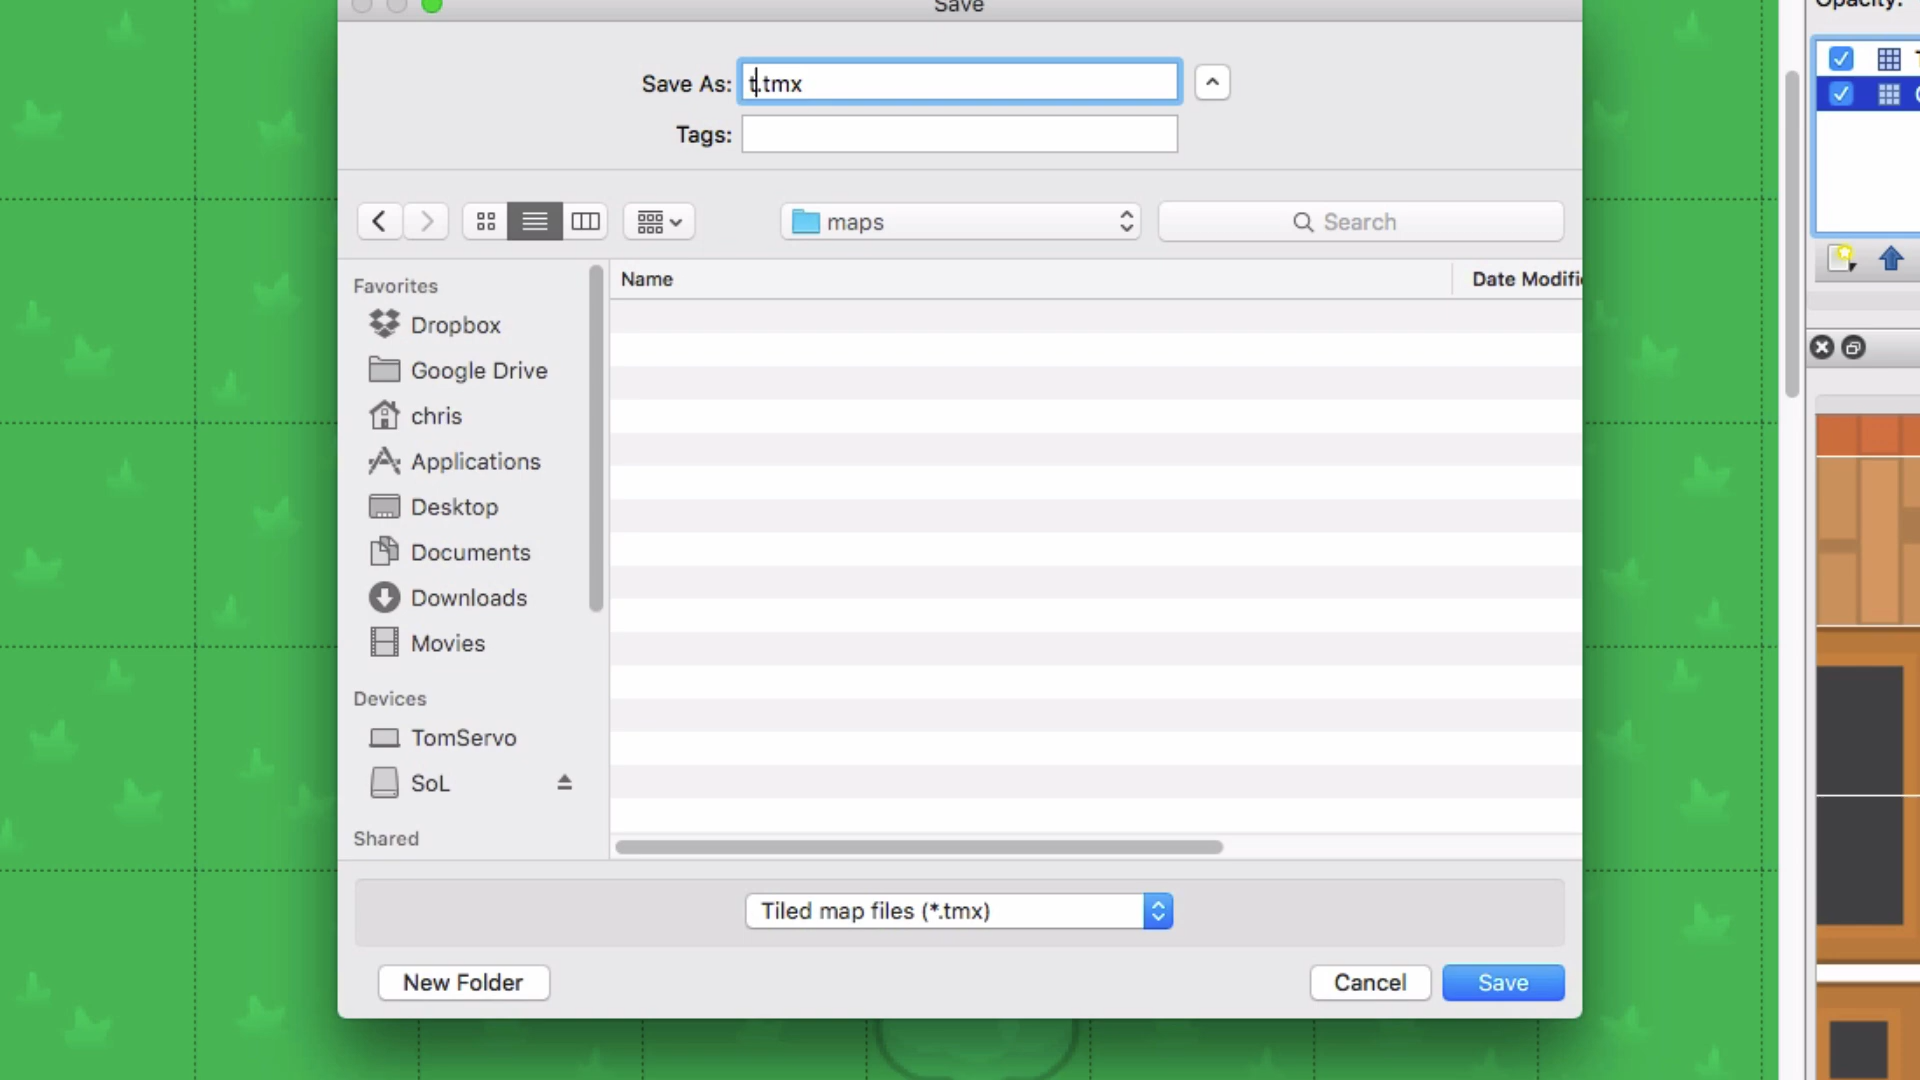 Save
Opacity:
Save As: t.tmx
Tags:
maps
Search
Name
Date Modifi
Favorites
Dropbox
Google Drive
chris
Applications
Desktop
Documents
Downloads
Movies
Devices
TomServo
SoL
Shared
Tiled map files (*.tmx)
New Folder
Cancel
Save